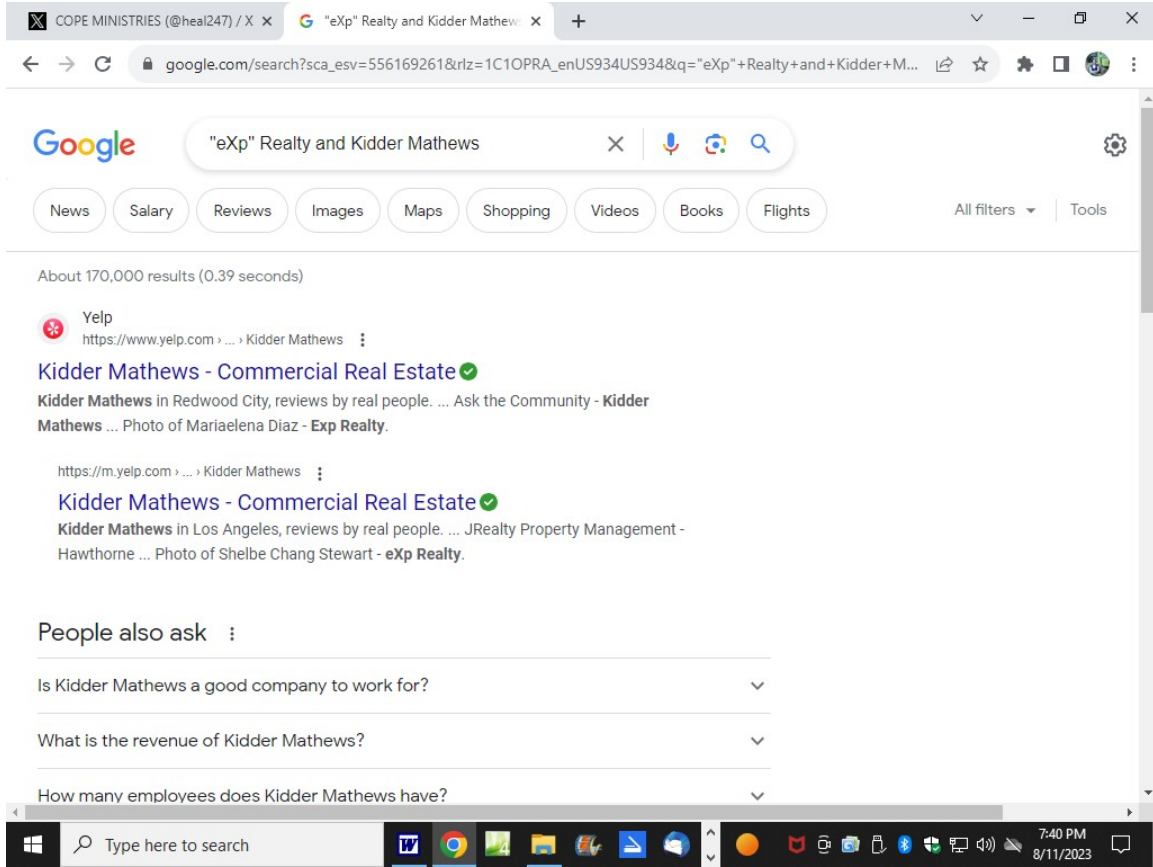 COPE MINISTRIES (@heal247) / X
"eXp" Realty and Kidder Mathew
google.com/search?sca_esv=556169261&rlz=1C1OPRA_enUS934US934&q="eXp"+Realty+and+Kidder+M...
Google
"eXp" Realty and Kidder Mathews
News Salary Reviews Images Maps Shopping Videos Books Flights All filters Tools
About 170,000 results (0.39 seconds)
Yelp
https://www.yelp.com › ... › Kidder Mathews
Kidder Mathews - Commercial Real Estate
Kidder Mathews in Redwood City, reviews by real people. ... Ask the Community - Kidder
Mathews ... Photo of Mariaelena Diaz - Exp Realty.
https://m.yelp.com › ... › Kidder Mathews
Kidder Mathews - Commercial Real Estate
Kidder Mathews in Los Angeles, reviews by real people. ... JRealty Property Management -
Hawthorne ... Photo of Shelbe Chang Stewart - eXp Realty.
People also ask
Is Kidder Mathews a good company to work for?
What is the revenue of Kidder Mathews?
How many employees does Kidder Mathews have?
Type here to search
7:40 PM
8/11/2023